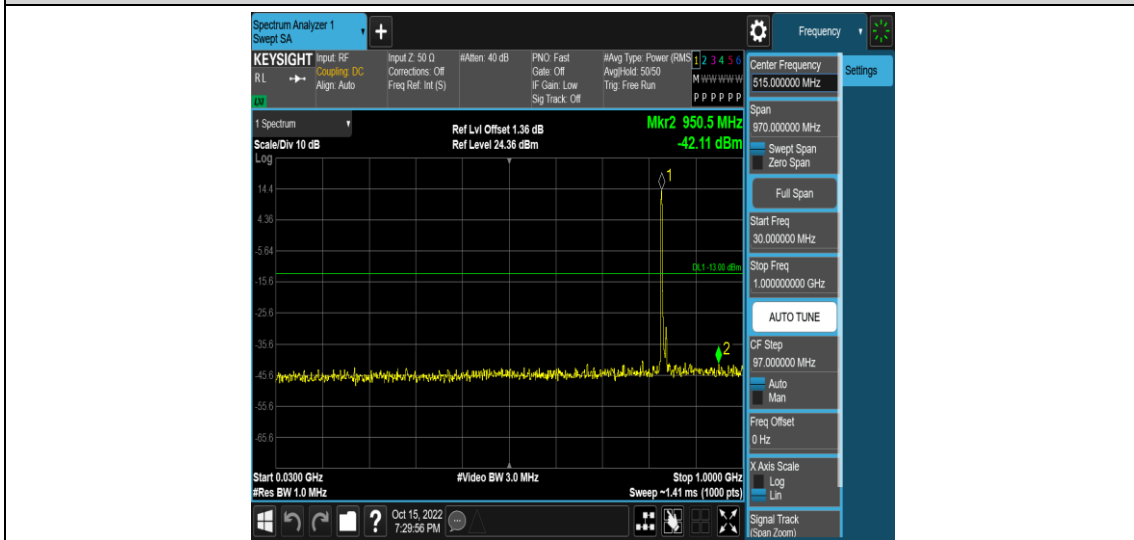 Spectrum Analyzer 1
Swept SA
+
Frequency
KEYSIGHT
RL
Input: RF
Coupling: DC
Align: Auto
Input Z: 50 Ω
Corrections: Off
Freq Ref: Int (S)
#Atten: 40 dB
PNO: Fast
Gate: Off
IF Gain: Low
Sig Track: Off
#Avg Type: Power (RMS
Avg|Hold: 50/50
Trig: Free Run
1 2 3 4 5 6
M W W W W W
P P P P P P
1 Spectrum
Scale/Div 10 dB
Log
Ref Lvl Offset 1.36 dB
Ref Level 24.36 dBm
Mkr2 950.5 MHz
-42.11 dBm
1
14.4
4.36
-5.64
DL1 -13.00 dBm
-15.6
-25.6
-35.6
2
-45.6
-55.6
-65.6
Start 0.0300 GHz
#Res BW 1.0 MHz
#Video BW 3.0 MHz
Stop 1.0000 GHz
Sweep ~1.41 ms (1000 pts)
?
Oct 15, 2022
7:29:56 PM
Center Frequency
515.000000 MHz
Settings
Span
970.000000 MHz
Swept Span
Zero Span
Full Span
Start Freq
30.000000 MHz
Stop Freq
1.000000000 GHz
AUTO TUNE
CF Step
97.000000 MHz
Auto
Man
Freq Offset
0 Hz
X Axis Scale
Log
Lin
Signal Track
(Span Zoom)